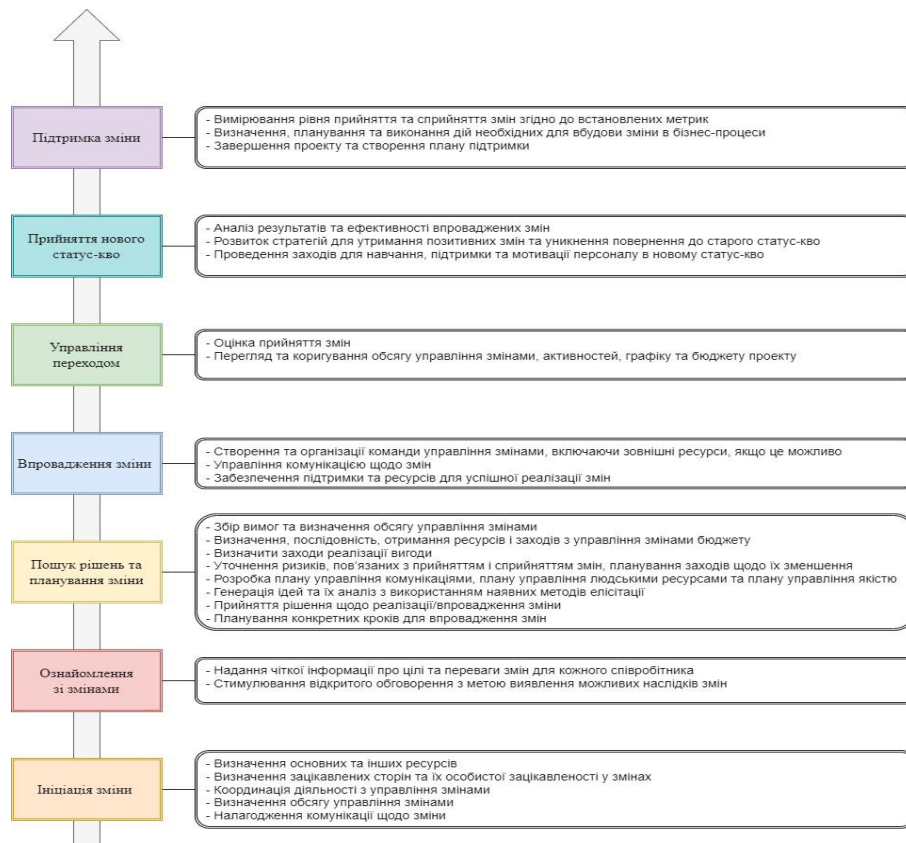 Підтримка зміни
- Вимірювання рівня прийняття та сприйняття змін згідно до встановлених метрик
- Визначення, планування та виконання дій необхідних для вбудови зміни в бізнес-процеси
- Завершення проекту та створення плану підтримки
Прийняття нового
статус-кво
- Аналіз результатів та ефективності впроваджених змін
- Розвиток стратегій для утримання позитивних змін та уникнення повернення до старого статус-кво
- Проведення заходів для навчання, підтримки та мотивації персоналу в новому статус-кво
Управління
переходом
- Оцінка прийняття змін
- Перегляд та коригування обсягу управління змінами, активностей, графіку та бюджету проекту
Впровадження зміни
- Створення та організації команди управління змінами, включаючи зовнішні ресурси, якщо це можливо
- Управління комунікацією щодо змін
- Забезпечення підтримки та ресурсів для успішної реалізації змін
Пошук рішень та
планування зміни
- Збір вимог та визначення обсягу управління змінами
- Визначення, послідовність, отримання ресурсів і заходів з управління змінами бюджету
- Визначити заходи реалізації вигоди
- Уточнення ризиків, пов’язаних з прийняттям і сприйняттям змін, планування заходів щодо їх зменшення
- Розробка плану управління комунікаціями, плану управління людськими ресурсами та плану управління якістю
- Генерація ідей та їх аналіз з використанням наявних методів елісітації
- Прийняття рішення щодо реалізації/впровадження зміни
- Планування конкретних кроків для впровадження змін
Ознайомлення
зі змінами
- Надання чіткої інформації про цілі та переваги змін для кожного співробітника
- Стимулювання відкритого обговорення з метою виявлення можливих наслідків змін
Ініціація зміни
- Визначення основних та інших ресурсів
- Визначення зацікавлених сторін та їх особистої зацікавленості у змінах
- Координація діяльності з управління змінами
- Визначення обсягу управління змінами
- Налагодження комунікації щодо зміни